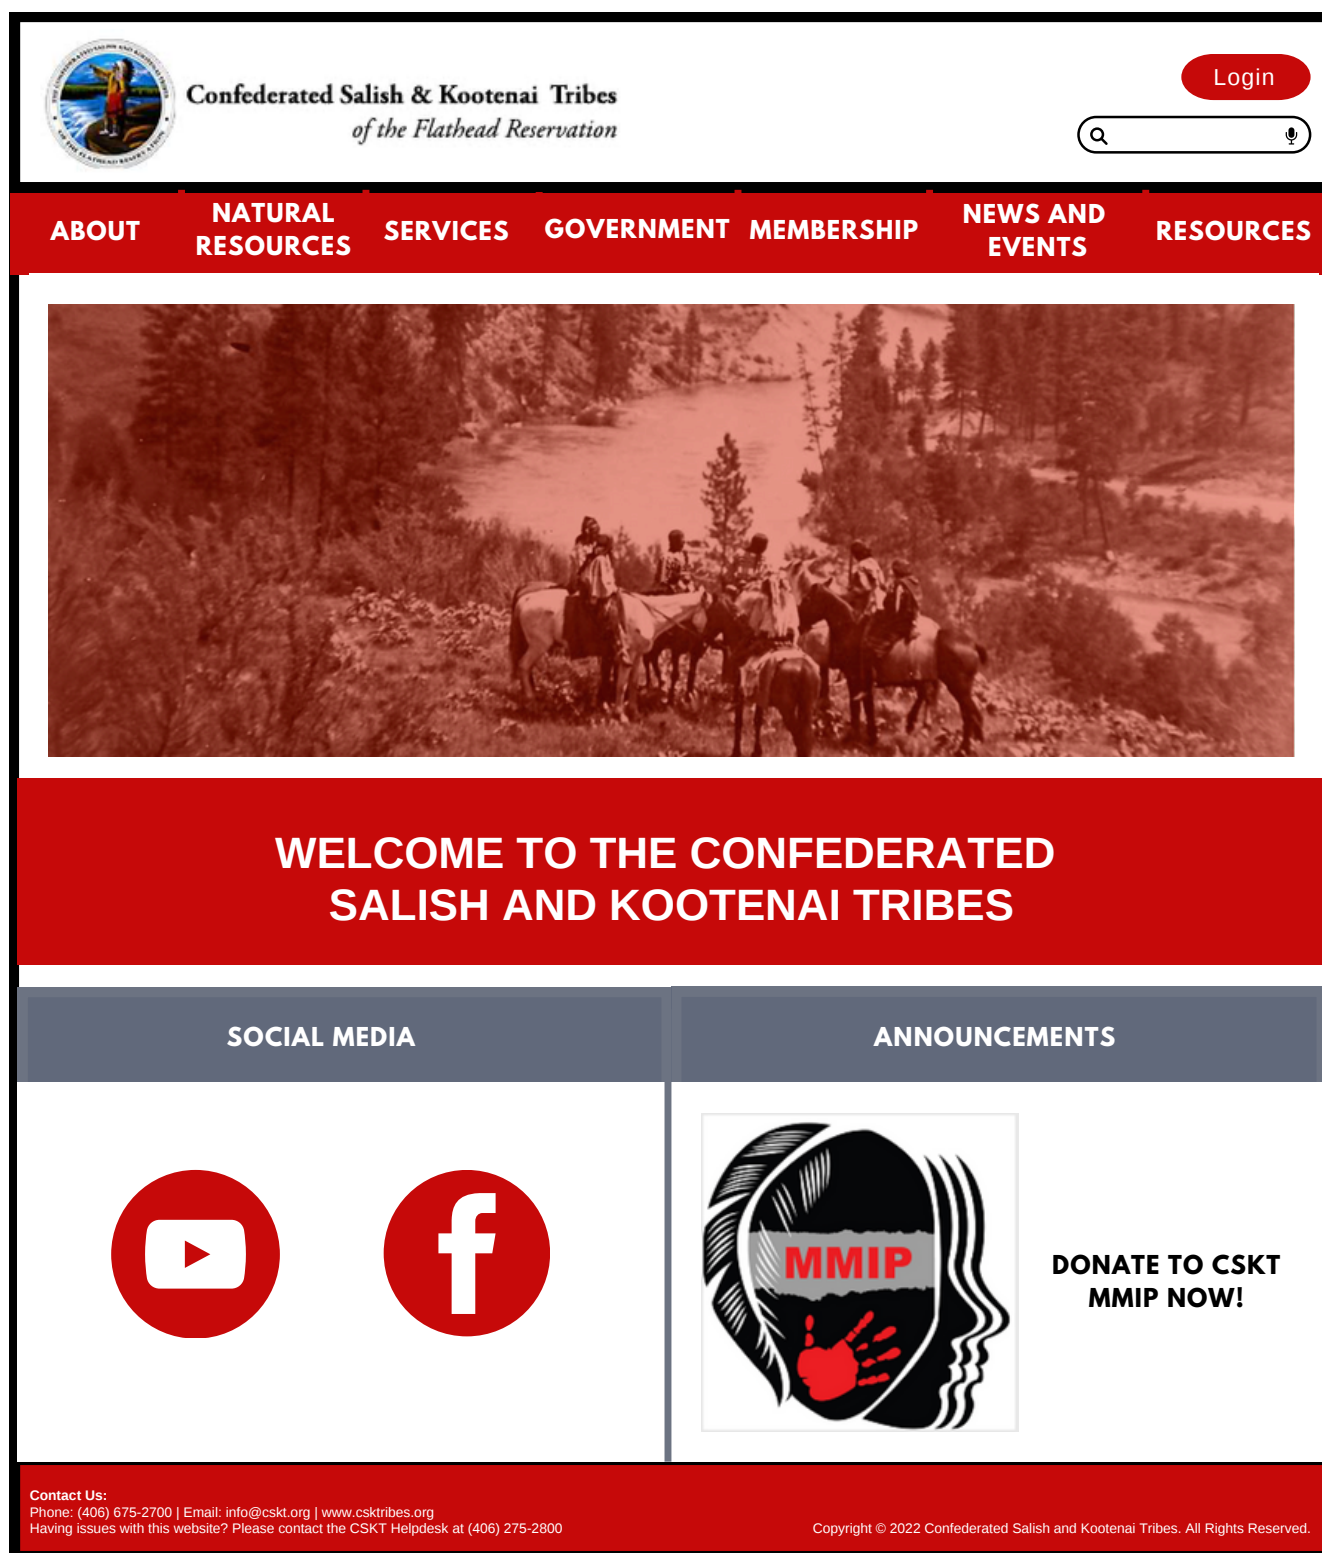 Confederated Salish & Kootenai Tribes
of the Flathead Reservation
Login
ABOUT
NATURAL
RESOURCES
SERVICES
GOVERNMENT
MEMBERSHIP
NEWS AND
EVENTS
RESOURCES
WELCOME TO THE CONFEDERATED
SALISH AND KOOTENAI TRIBES
SOCIAL MEDIA
ANNOUNCEMENTS
MMIP
DONATE TO CSKT
MMIP NOW!
Contact Us:
Phone: (406) 675-2700 | Email: info@cskt.org | www.csktribes.org
Having issues with this website? Please contact the CSKT Helpdesk at (406) 275-2800
Copyright © 2022 Confederated Salish and Kootenai Tribes. All Rights Reserved.